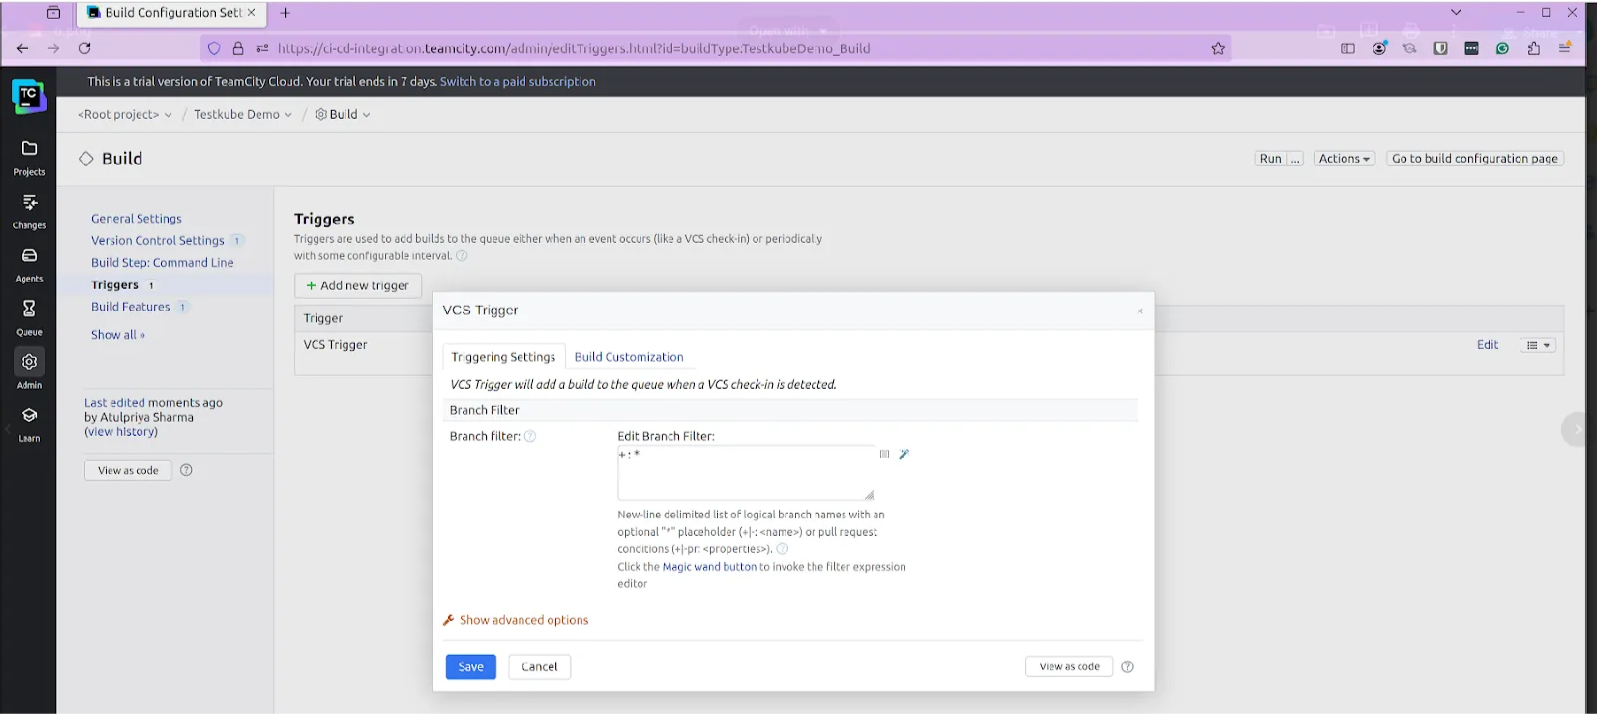 Build Configuration Sett
Open with
Share
https://ci-cd-integration.teamcity.com/admin/editTriggers.html?id=buildType:TestkubeDemo_Build
TC
This is a trial version of TeamCity Cloud. Your trial ends in 7 days. Switch to a paid subscription
<Root project> / Testkube Demo / Build
Projects
Changes
Agents
Queue
Admin
Learn
Build
Run ...
Actions
Go to build configuration page
General Settings
Version Control Settings 1
Build Step: Command Line
Triggers 1
Build Features 1
Show all »
Last edited moments ago
by Atulpriya Sharma
(view history)
View as code ?
Triggers
Triggers are used to add builds to the queue either when an event occurs (like a VCS check-in) or periodically
with some configurable interval. ?
+ Add new trigger
Trigger
VCS Trigger
Edit
VCS Trigger
Triggering Settings
Build Customization
VCS Trigger will add a build to the queue when a VCS check-in is detected.
Branch Filter
Branch filter: ?
Edit Branch Filter:
+:*
New-line delimited list of logical branch names with an
optional "*" placeholder (+|-:<name>) or pull request
conditions (+|-pr: <properties>). ?
Click the Magic wand button to invoke the filter expression
editor
Show advanced options
Save
Cancel
View as code ?